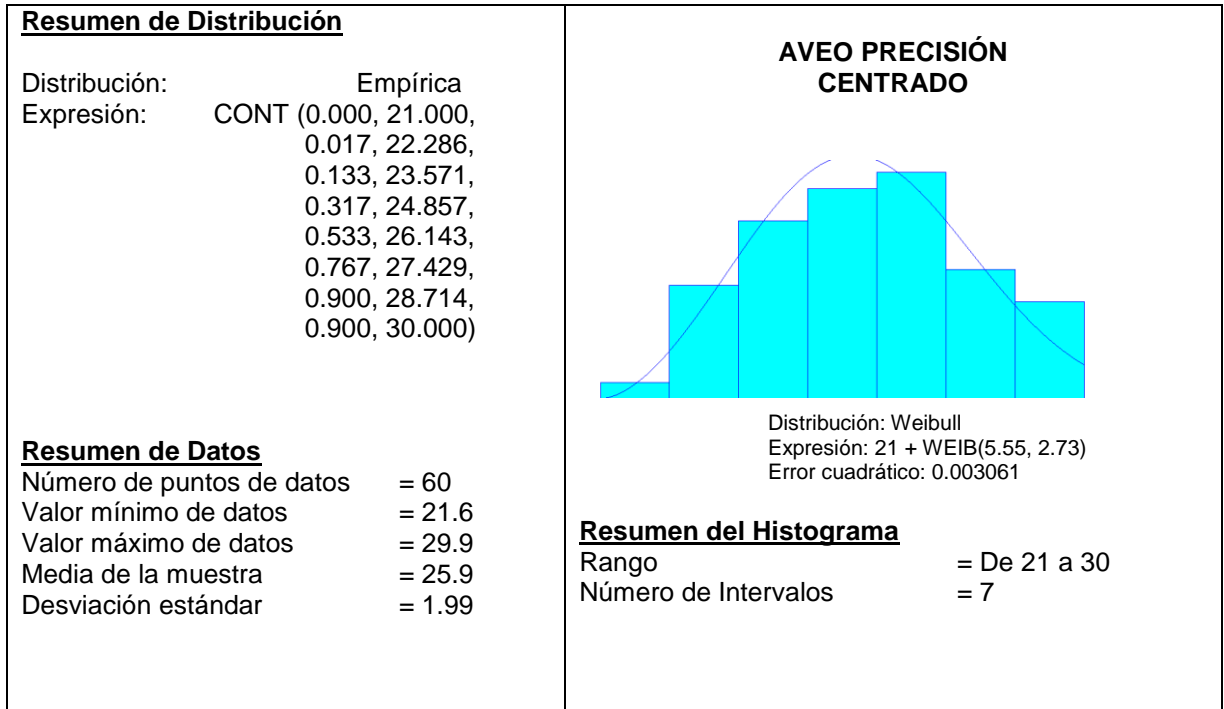 Resumen de Distribución
Distribución: Empírica
Expresión: CONT (0.000, 21.000,
0.017, 22.286,
0.133, 23.571,
0.317, 24.857,
0.533, 26.143,
0.767, 27.429,
0.900, 28.714,
0.900, 30.000)
Resumen de Datos
Número de puntos de datos = 60
Valor mínimo de datos = 21.6
Valor máximo de datos = 29.9
Media de la muestra = 25.9
Desviación estándar = 1.99
AVEO PRECISIÓN
CENTRADO
Distribución: Weibull
Expresión: 21 + WEIB(5.55, 2.73)
Error cuadrático: 0.003061
Resumen del Histograma
Rango = De 21 a 30
Número de Intervalos = 7